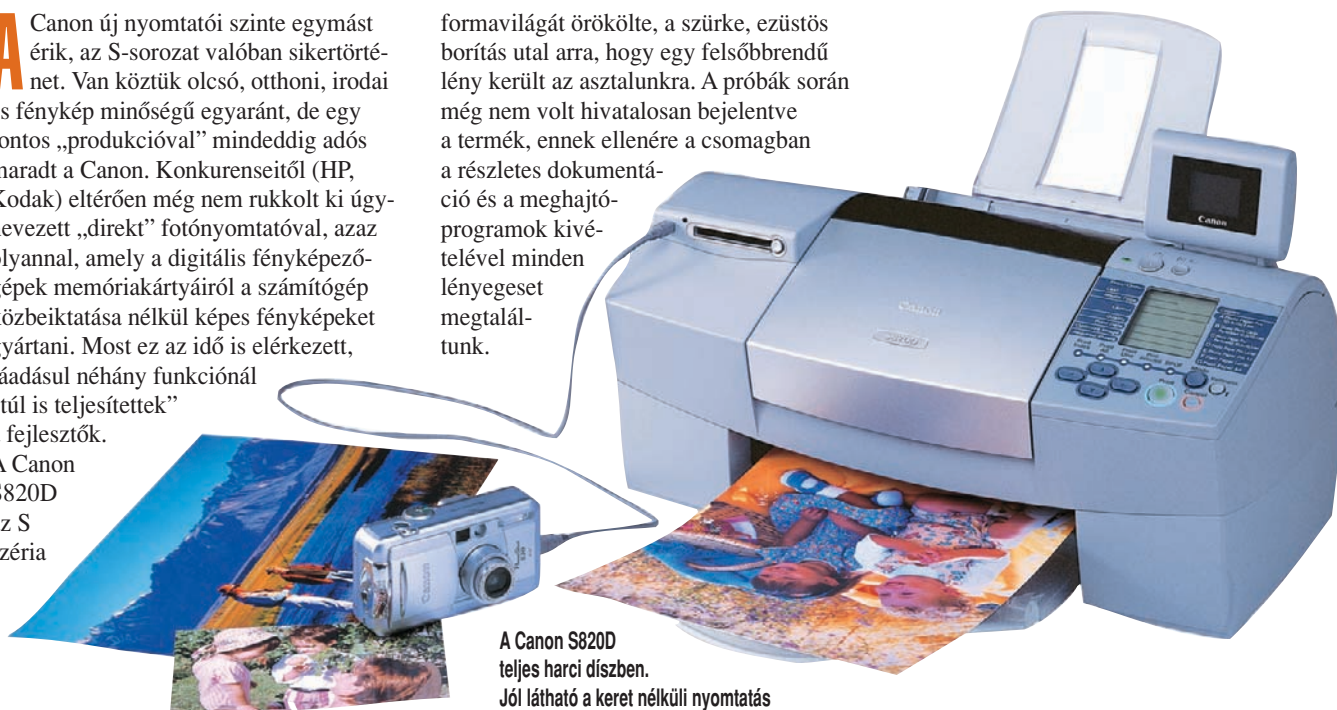 A Canon új nyomtatói szinte egymást
érik, az S-sorozat valóban sikertörté-
net. Van köztük olcsó, otthoni, irodai
s fénykép minőségű egyaránt, de egy
ontos „produkcióval” mindeddig adós
maradt a Canon. Konkurenseitől (HP,
Kodak) eltérően még nem rukkolt ki úgy-
nevezett „direkt” fotónyomtatóval, azaz
olyannal, amely a digitális fényképező-
gépek memóriakártyáiról a számítógép
közbeiktatása nélkül képes fényképeket
gyártani. Most ez az idő is elérkezett,
áadásul néhány funkciónál
túl is teljesítettek”
fejlesztők.
A Canon
S820D
az S
zéria
formavilágát örökölte, a szürke, ezüstös
borítás utal arra, hogy egy felsőbbrendű
lény került az asztalunkra. A próbák során
még nem volt hivatalosan bejelentve
a termék, ennek ellenére a csomagban
a részletes dokumentá-
ció és a meghajtó-
programok kivé-
telével minden
lényegeset
megtalál-
tunk.
Canon
Canon
Canon
A Canon S820D
teljes harci díszben.
Jól látható a keret nélküli nyomtatás